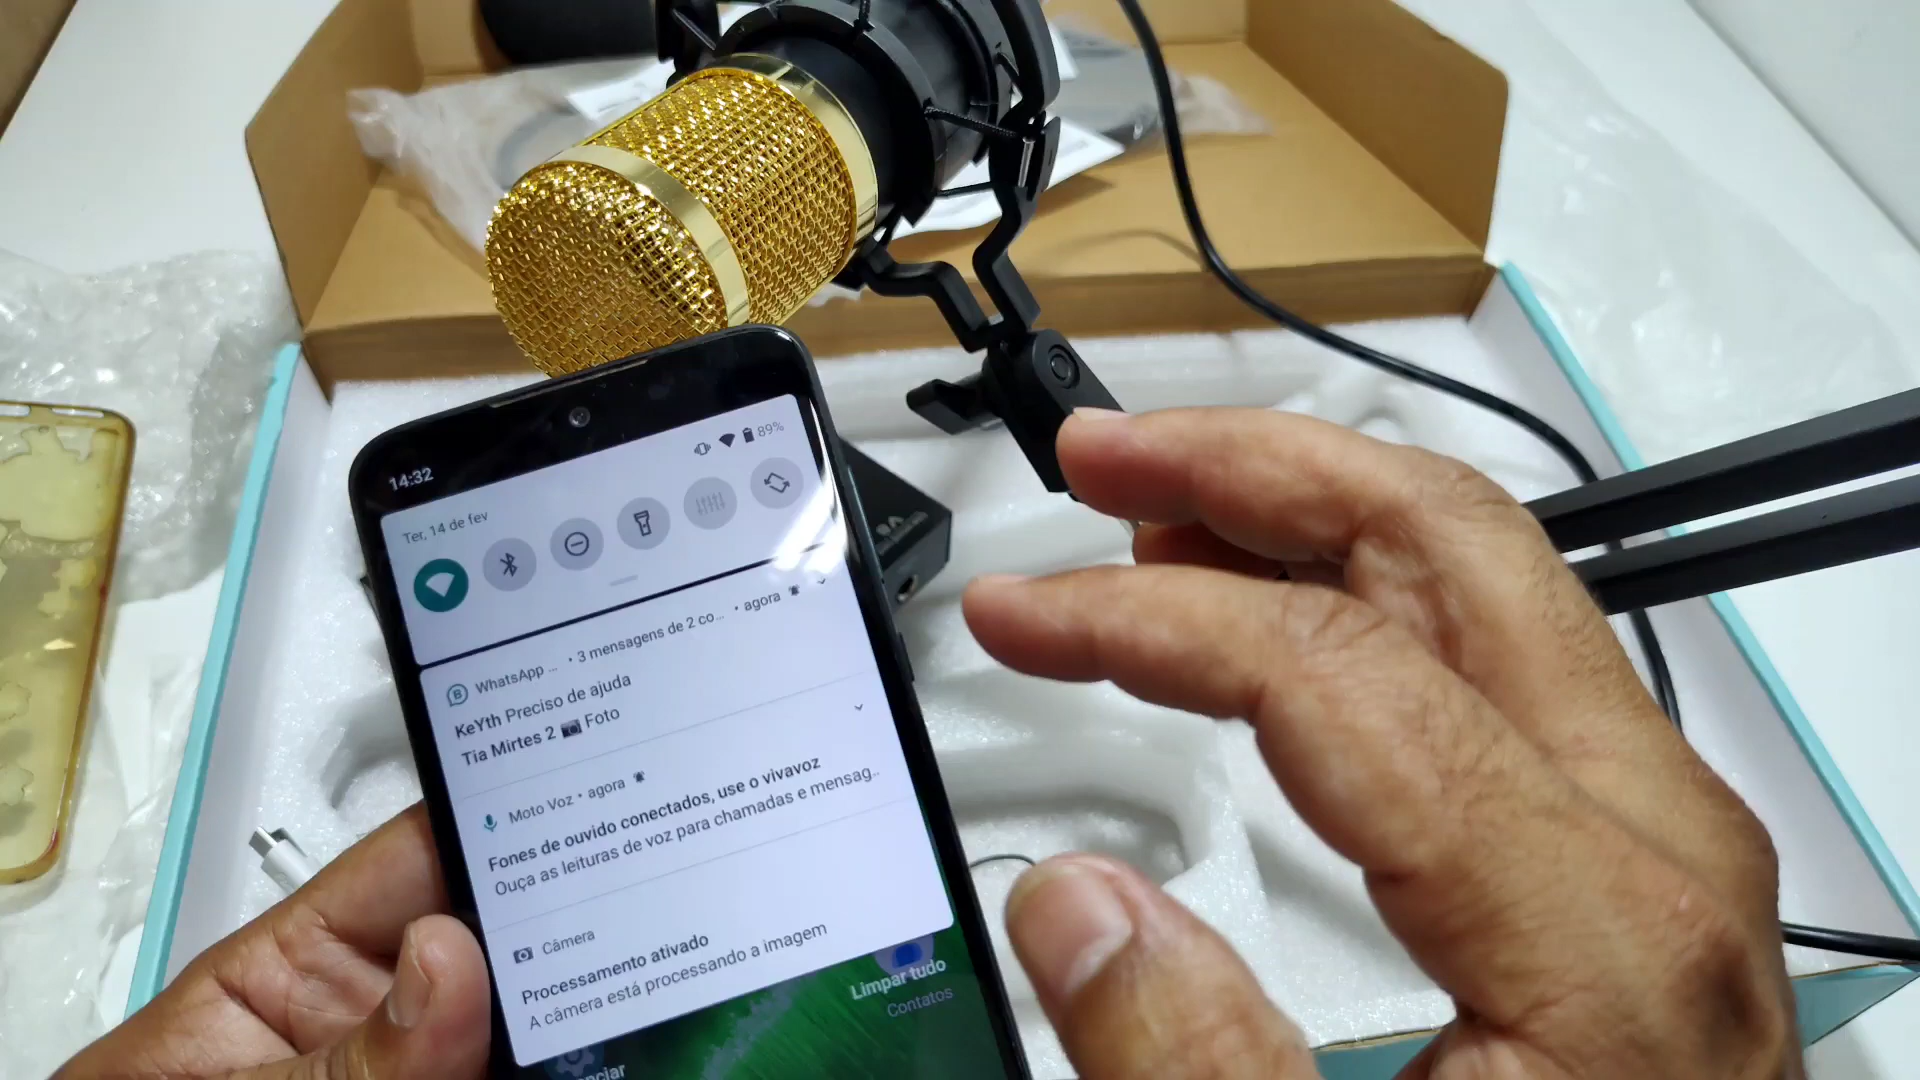 14:32
89%
Ter, 14 de fev
WhatsApp ... • 3 mensagens de 2 co... • agora
KeYth Preciso de ajuda
Tia Mirtes 2 📷 Foto
Moto Voz • agora
Fones de ouvido conectados, use o vivavoz
Ouça as leituras de voz para chamadas e mensag..
Câmera
Processamento ativado
A câmera está processando a imagem
Limpar tudo
Contatos